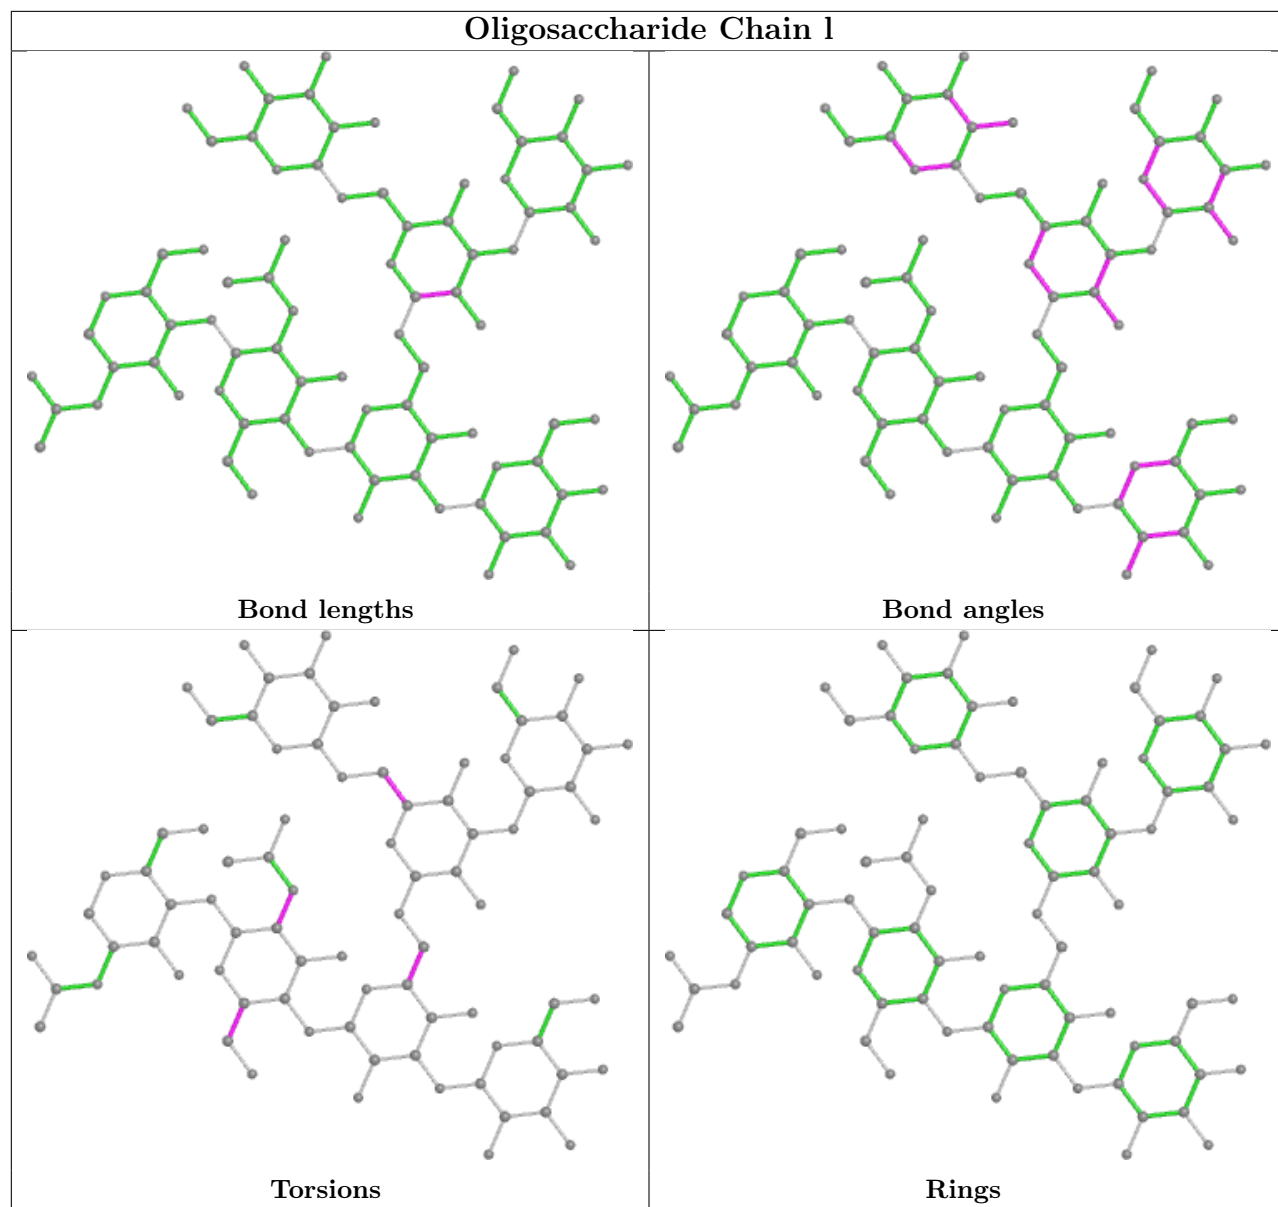 Oligosaccharide Chain l
Bond lengths
Bond angles
Torsions
Rings